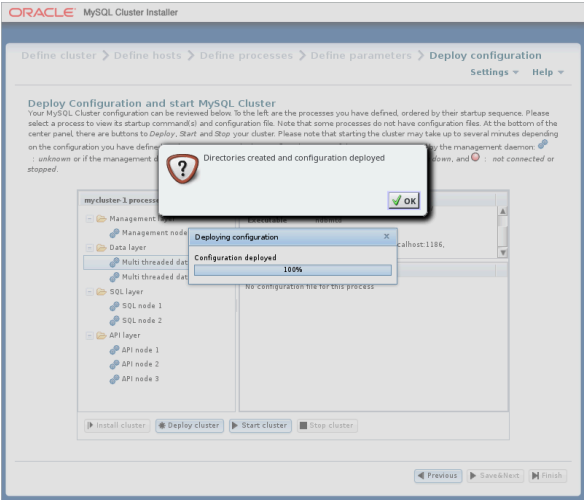 ORACLE MySQL Cluster Installer
Define cluster > Define hosts > Define processes > Define parameters > Deploy configuration
Settings Help
Deploy Configuration and start MySQL Cluster
Your MySQL Cluster configuration can be reviewed below. To the left are the processes you have defined, ordered by their startup sequence. Please
select a process to view its startup command(s) and configuration file. Note that some processes do not have configuration files. At the bottom of the
center panel, there are buttons to Deploy, Start and Stop your cluster. Please note that starting the cluster may take up to several minutes depending
on the configuration you have define by the management daemon:
: unknown or if the management d down, and : not connected or
stopped.
Directories created and configuration deployed
OK
mycluster-1 processe
Management layer
Executable ndbmtd
Management node
Deploying configuration x
Data layer
calhost:1186,
Multi threaded dat
Configuration deployed
100%
Multi threaded dat
No configuration file for this process
SQL layer
SQL node 1
SQL node 2
API layer
API node 1
API node 2
API node 3
Install cluster Deploy cluster Start cluster Stop cluster
Previous Save&Next Finish